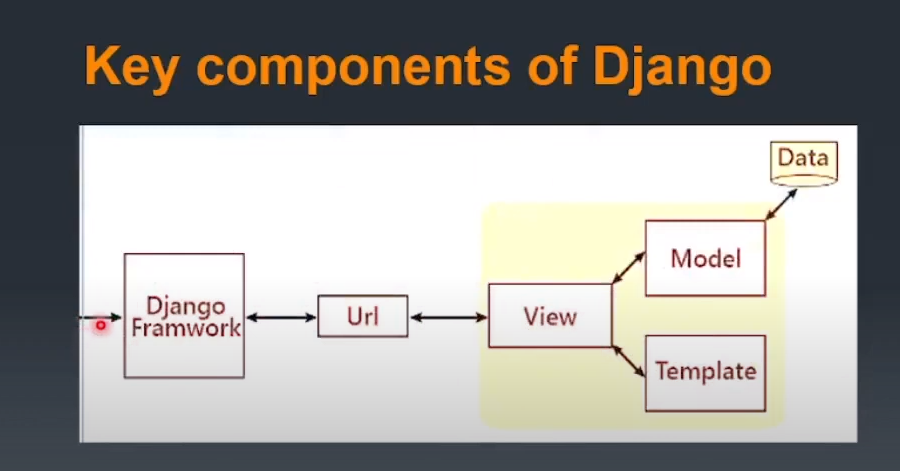 Key components of Django
Data
Model
Django
Framwork
Url
View
Template